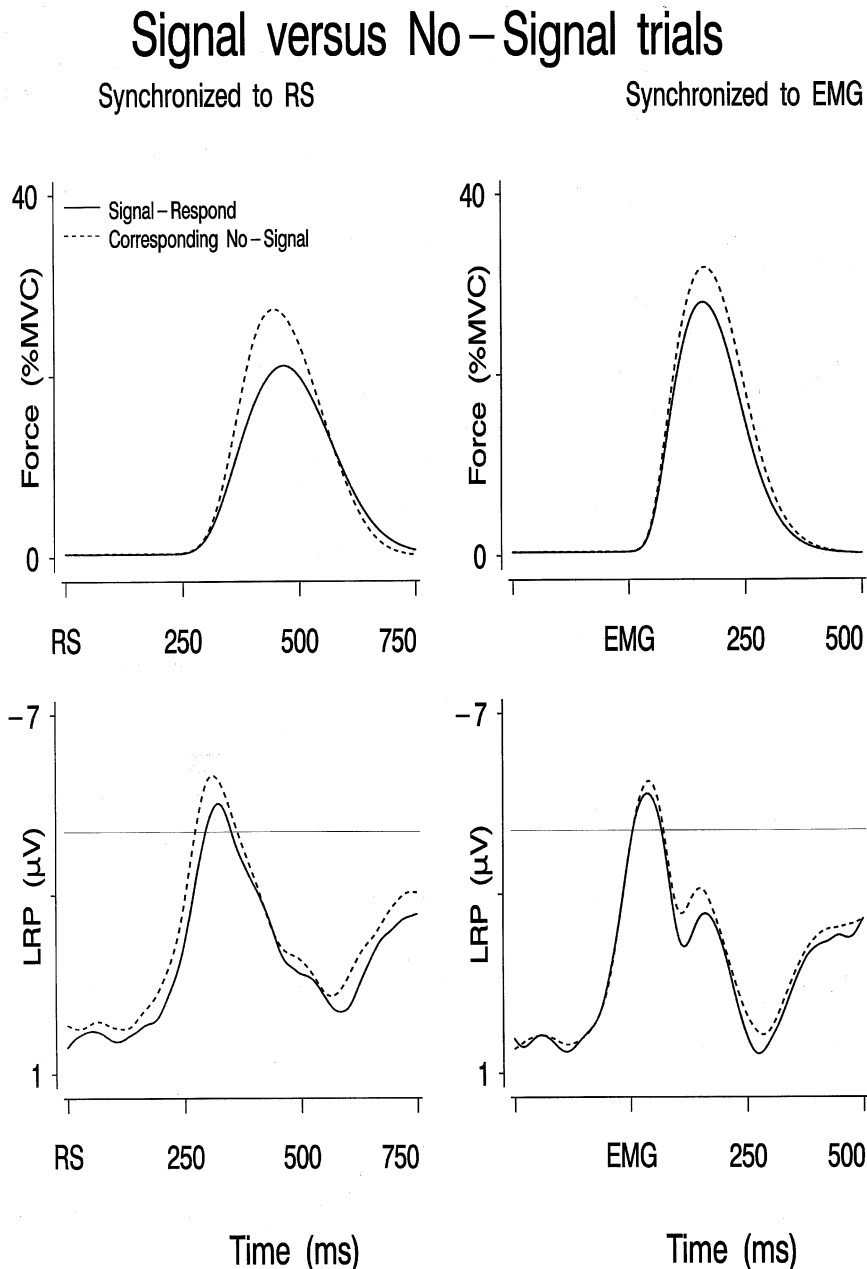 Signal versus No–Signal trials
Synchronized to RS
Synchronized to EMG
40
Signal–Respond
Corresponding No–Signal
Force (%MVC)
0
RS 250 500 750
40
Force (%MVC)
0
EMG 250 500
–7
LRP (µV)
1
RS 250 500 750
Time (ms)
–7
LRP (µV)
1
EMG 250 500
Time (ms)